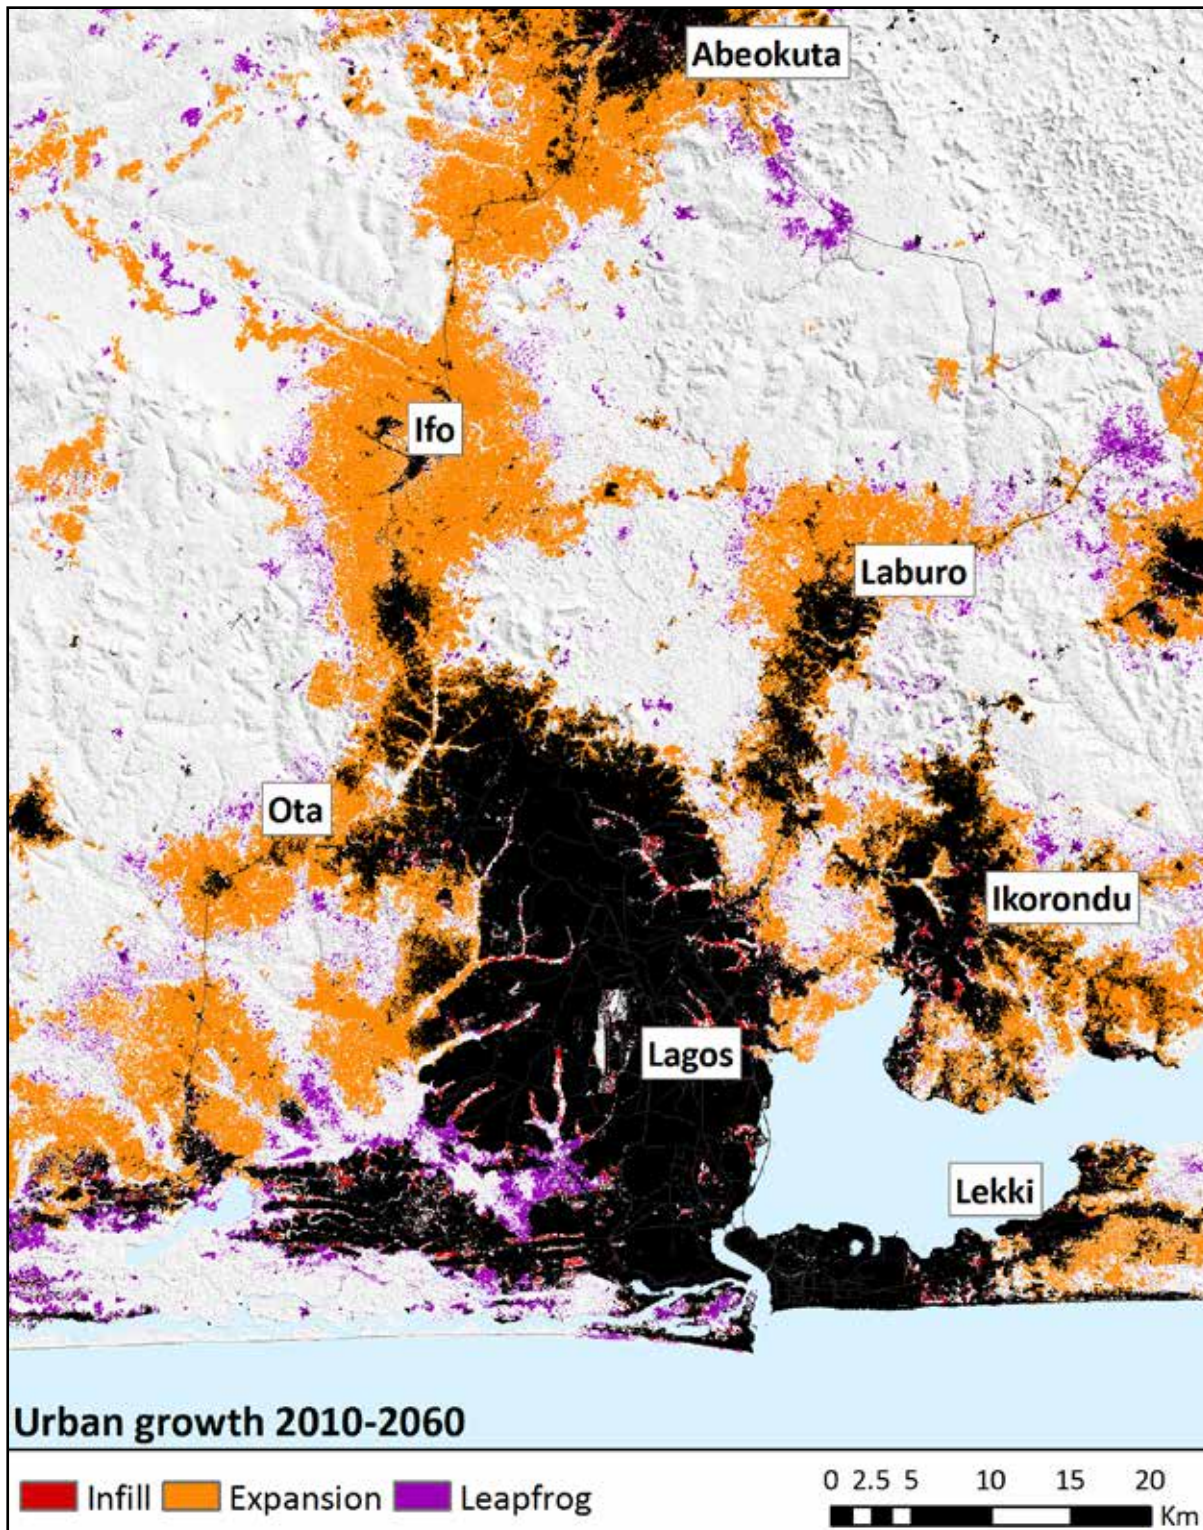 Abeokuta
Ifo
Laburo
Ota
Ikorondu
Lagos
Lekki
Urban growth 2010-2060
Infill Expansion Leapfrog
0 2.5 5 10 15 20
Km